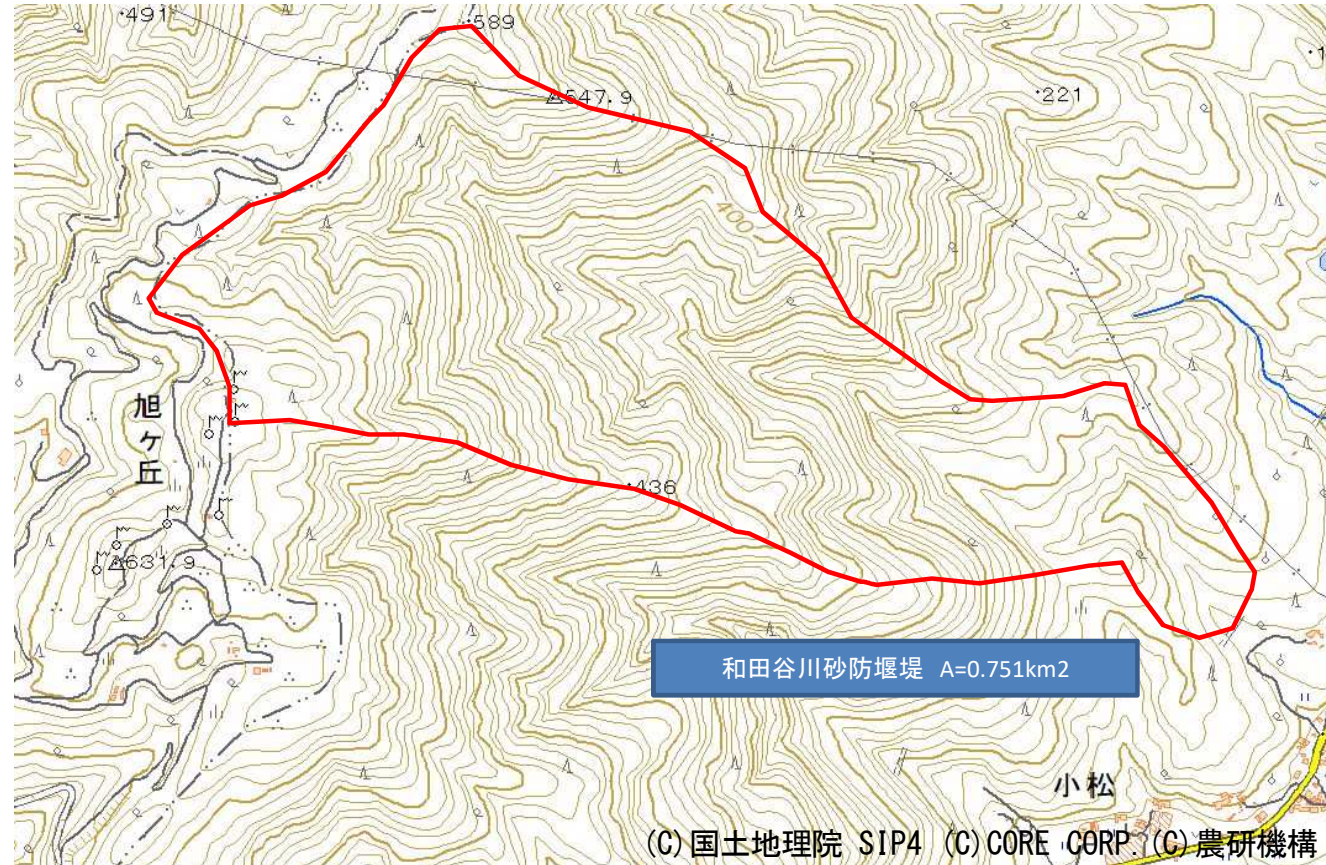 ・491
・589
547.9
・221
400
旭ヶ丘
・436
631.9
和田谷川砂防堰堤 A=0.751km2
小松
(C)国土地理院 SIP4 (C)CORE CORP. (C)農研機構